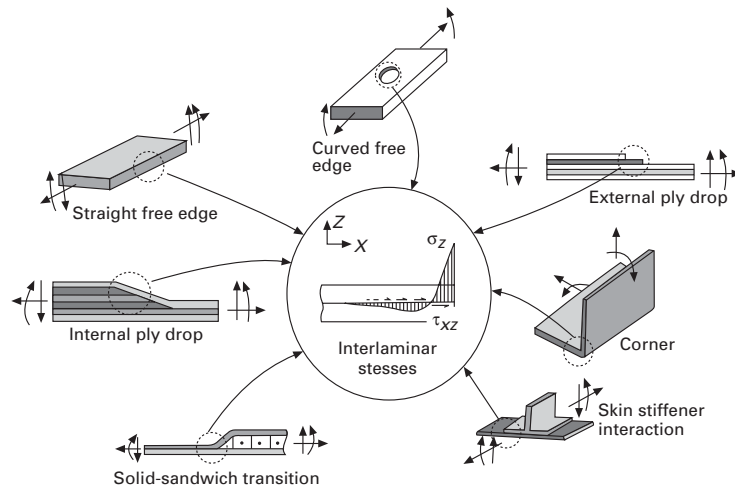 Curved free
edge
Straight free edge
External ply drop
Z
X
σz
τxz
Interlaminar
stesses
Internal ply drop
Corner
Skin stiffener
interaction
Solid-sandwich transition